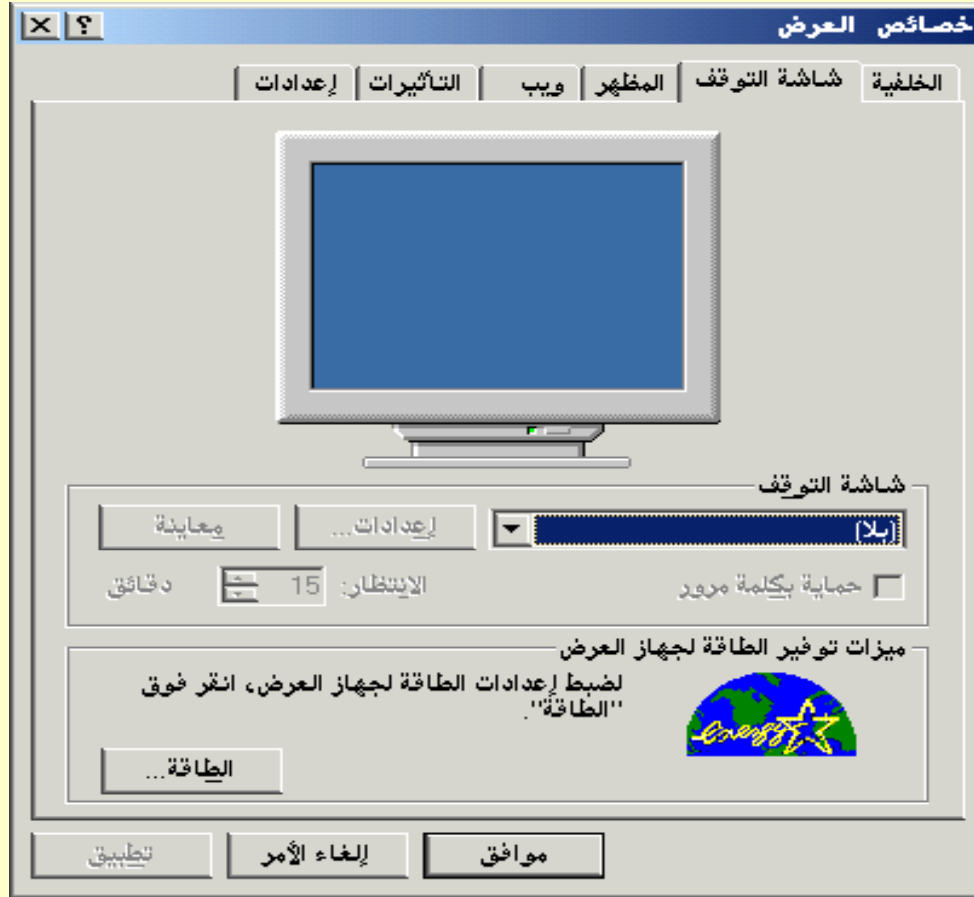 خصائص العرض
الخلفية شاشة التوقف المظهر ويب التأثيرات إعدادات
شاشة التوقف
(بلا) إعدادات... معاينة
حماية بكلمة مرور الانتظار: 15 دقائق
ميزات توفير الطاقة لجهاز العرض
لضبط إعدادات الطاقة لجهاز العرض، انقر فوق
"الطاقة".
energy
الطاقة...
موافق إلغاء الأمر تطبيق